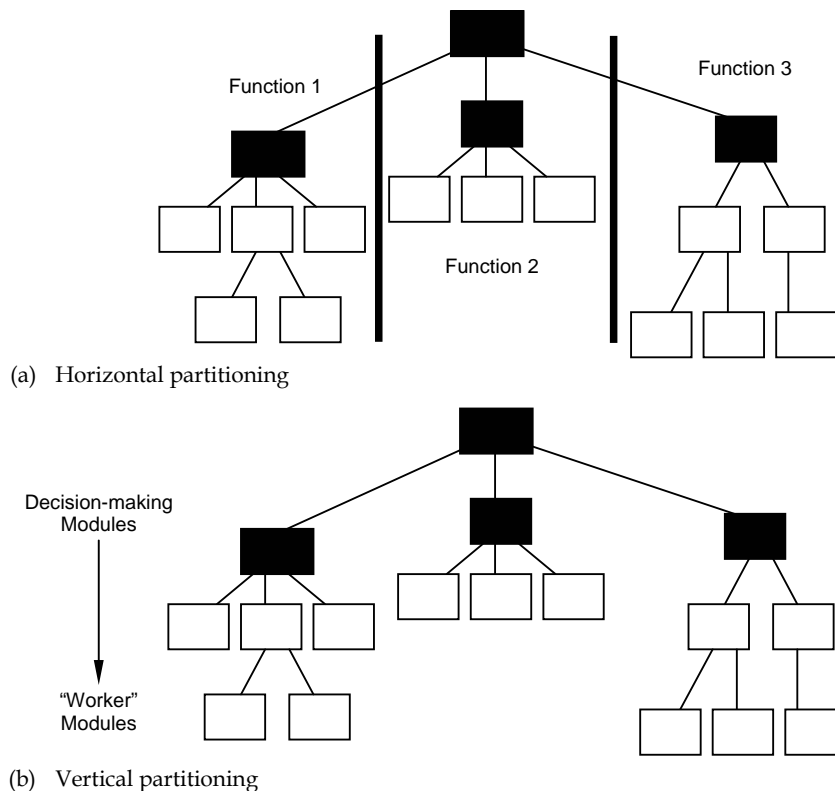 Function 1
Function 3
Function 2
(a) Horizontal partitioning
Decision-making
Modules
“Worker”
Modules
(b) Vertical partitioning